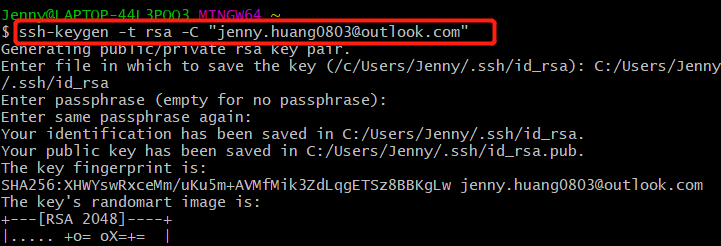 Jenny@LAPTOP-44L3POO3 MINGW64 ~
$ ssh-keygen -t rsa -C "jenny.huang0803@outlook.com"
Generating public/private rsa key pair.
Enter file in which to save the key (/c/Users/Jenny/.ssh/id_rsa): C:/Users/Jenny
/.ssh/id_rsa
Enter passphrase (empty for no passphrase):
Enter same passphrase again:
Your identification has been saved in C:/Users/Jenny/.ssh/id_rsa.
Your public key has been saved in C:/Users/Jenny/.ssh/id_rsa.pub.
The key fingerprint is:
SHA256:XHWYswRxceMm/uKu5m+AVMfMik3ZdLqgETSz8BBKgLw jenny.huang0803@outlook.com
The key's randomart image is:
+---[RSA 2048]----+
|..... +o= oX=+=  |